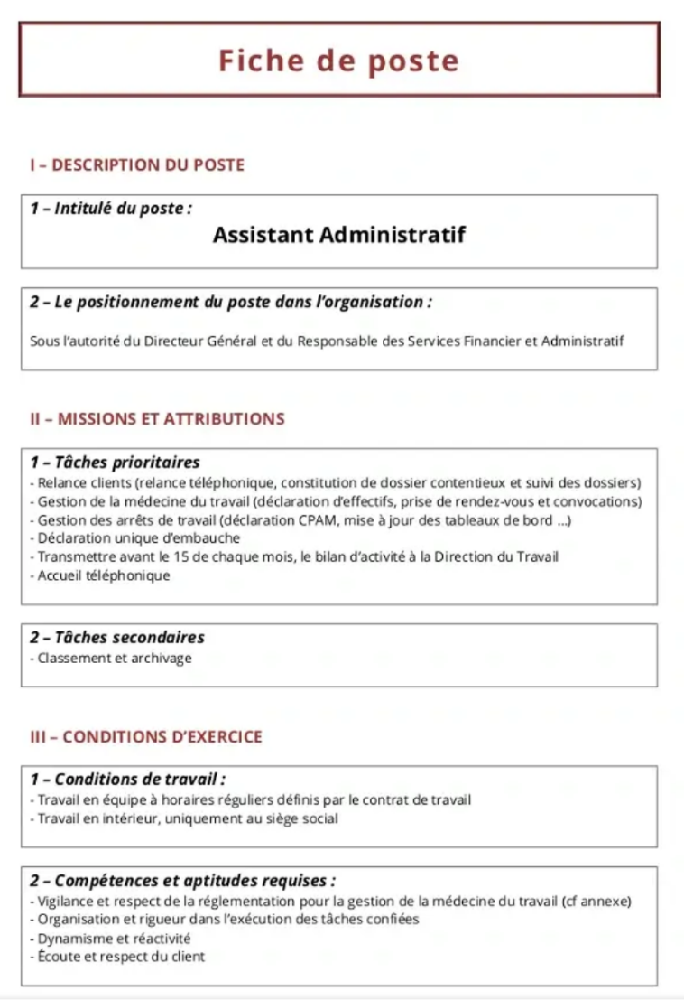 Fiche de poste
I – DESCRIPTION DU POSTE
1 – Intitulé du poste :
Assistant Administratif
2 – Le positionnement du poste dans l’organisation :
Sous l’autorité du Directeur Général et du Responsable des Services Financier et Administratif
II – MISSIONS ET ATTRIBUTIONS
1 – Tâches prioritaires
- Relance clients (relance téléphonique, constitution de dossier contentieux et suivi des dossiers)
- Gestion de la médecine du travail (déclaration d’effectifs, prise de rendez-vous et convocations)
- Gestion des arrêts de travail (déclaration CPAM, mise à jour des tableaux de bord ...)
- Déclaration unique d’embauche
- Transmettre avant le 15 de chaque mois, le bilan d’activité à la Direction du Travail
- Accueil téléphonique
2 – Tâches secondaires
- Classement et archivage
III – CONDITIONS D’EXERCICE
1 – Conditions de travail :
- Travail en équipe à horaires réguliers définis par le contrat de travail
- Travail en intérieur, uniquement au siège social
2 – Compétences et aptitudes requises :
- Vigilance et respect de la réglementation pour la gestion de la médecine du travail (cf annexe)
- Organisation et rigueur dans l’exécution des tâches confiées
- Dynamisme et réactivité
- Écoute et respect du client